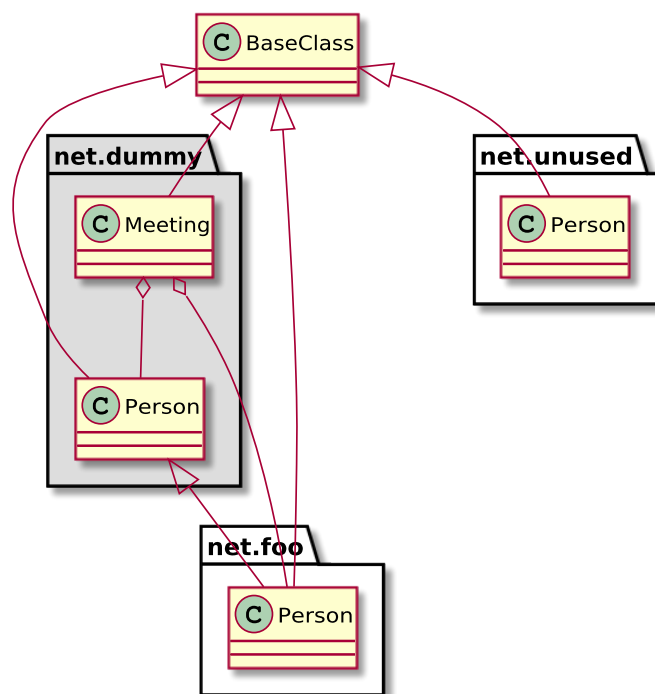 C BaseClass
net.dummy
net.unused
C Meeting
C Person
C Person
net.foo
C Person